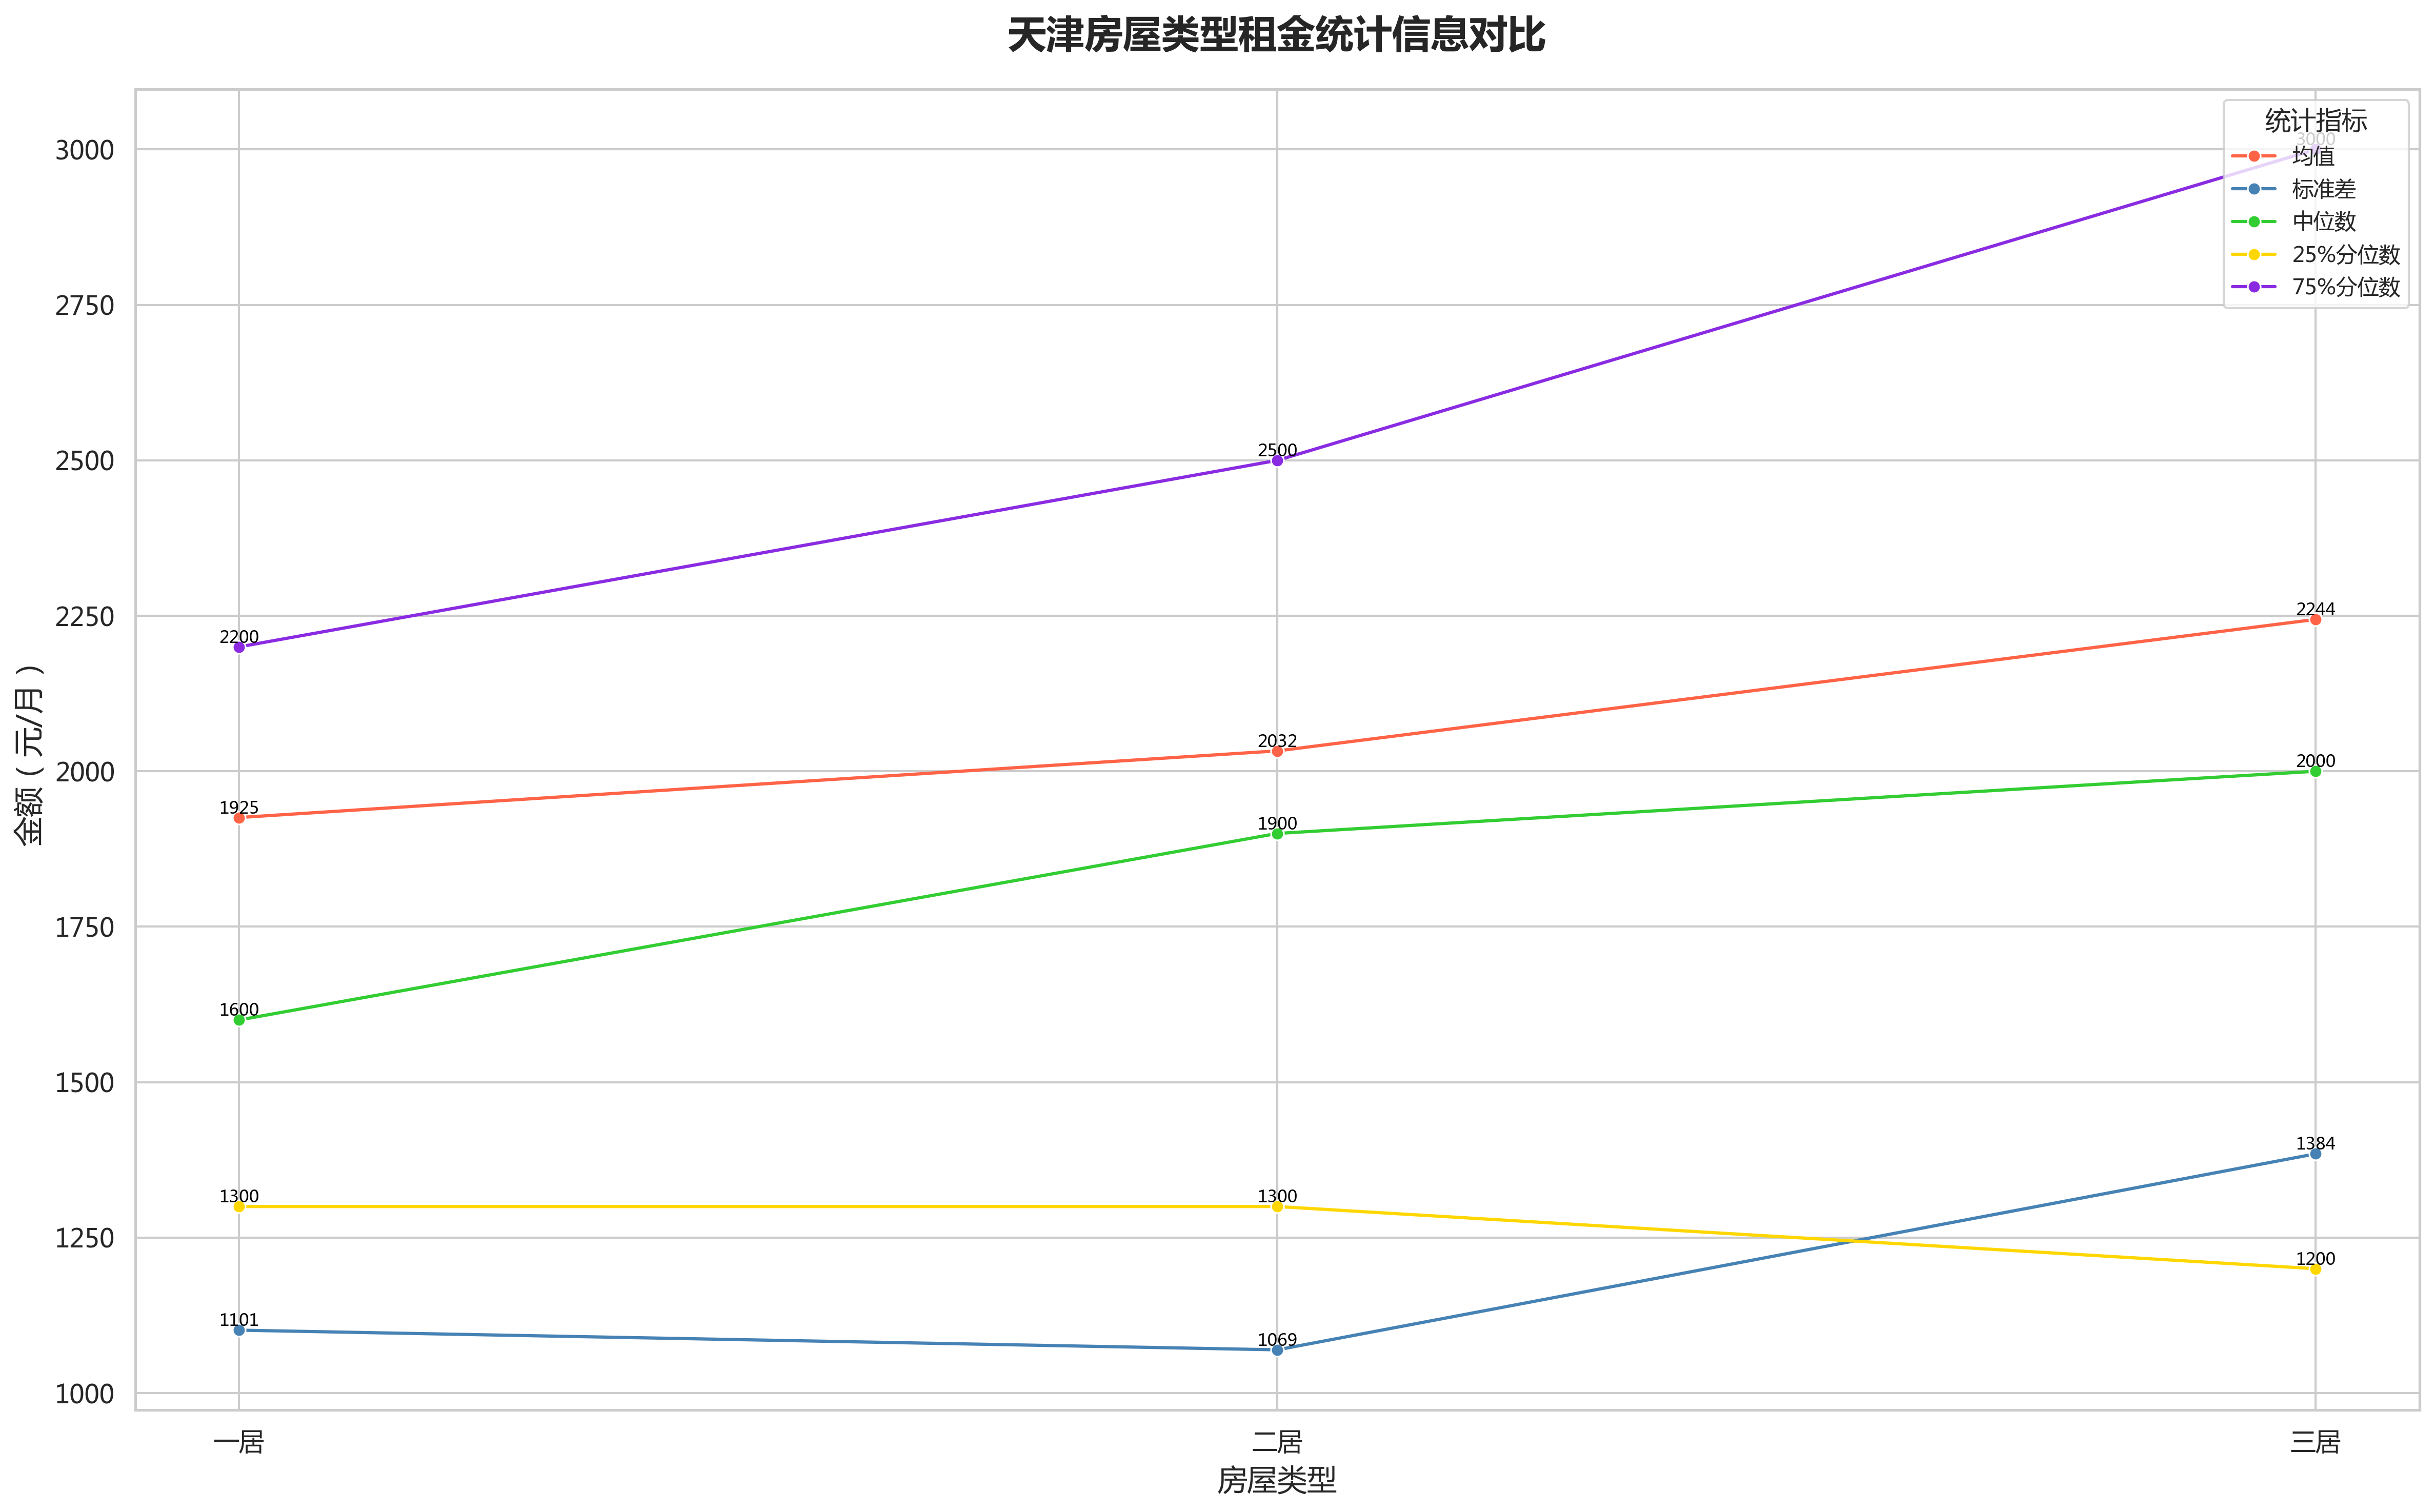 天津房屋类型租金统计信息对比
统计指标
均值
标准差
中位数
25%分位数
75%分位数
金额（元/月）
3000
2750
2500
2250
2000
1750
1500
1250
1000
2200
2500
3000
1925
2032
2244
1600
1900
2000
1300
1300
1200
1101
1069
1384
一居
二居
三居
房屋类型